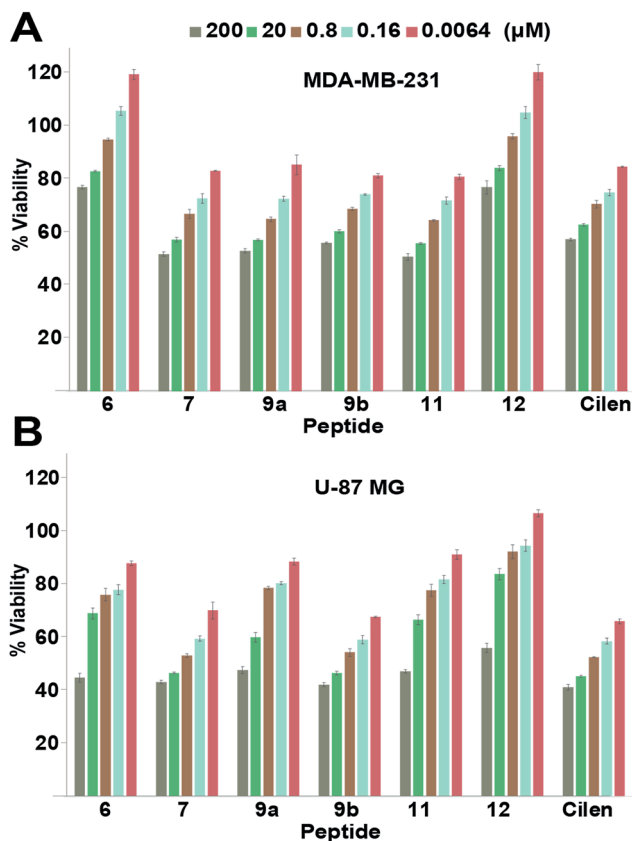 A
200 20 0.8 0.16 0.0064 (µM)
MDA-MB-231
120
100
80
60
40
20
% Viability
6 7 9a 9b 11 12 Cilen
Peptide
B
U-87 MG
120
100
80
60
40
20
% Viability
6 7 9a 9b 11 12 Cilen
Peptide